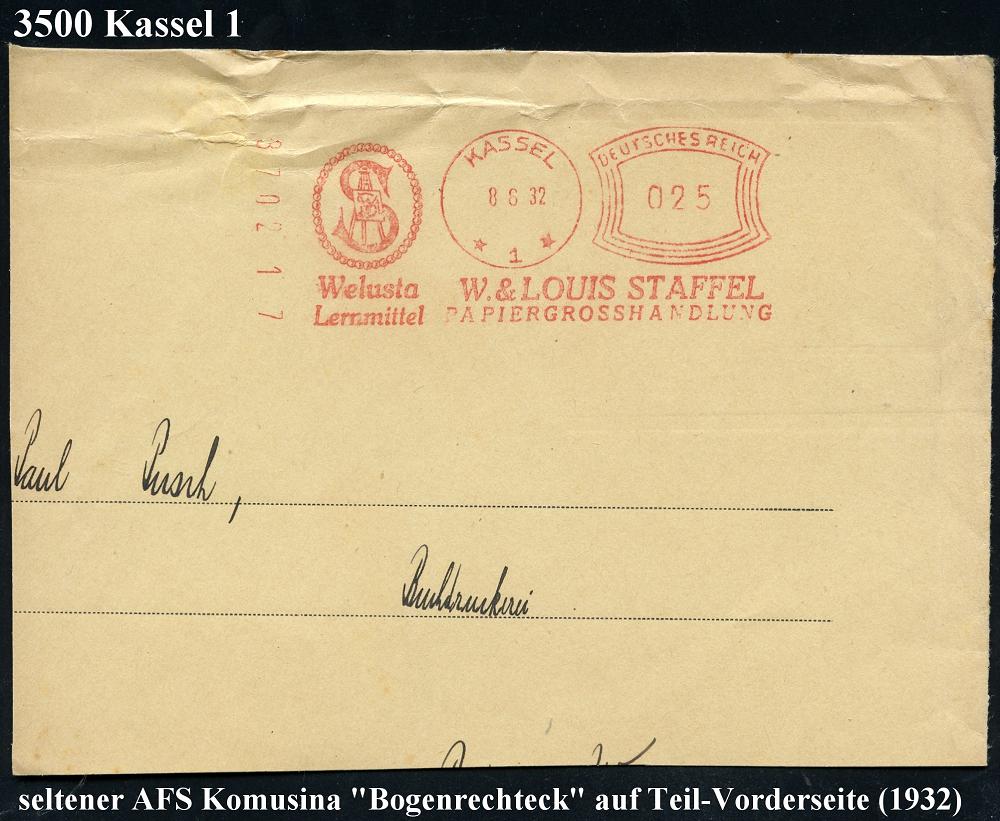 3500 Kassel 1
370217
S
KASSEL
8 6 32
1
DEUTSCHES REICH
025
Welusta
Lernmittel
W. & LOUIS STAFFEL
PAPIERGROSSHANDLUNG
Paul Pusch,
Buchdruckerei
seltener AFS Komusina "Bogenrechteck" auf Teil-Vorderseite (1932)